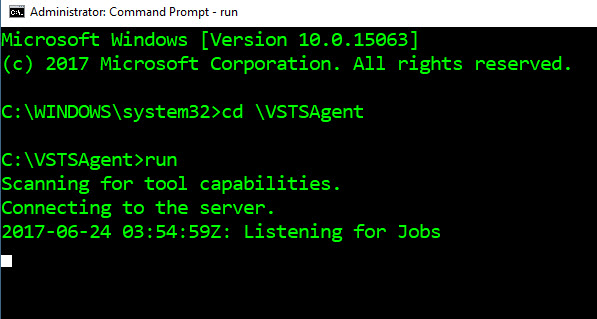 Administrator: Command Prompt - run
Microsoft Windows [Version 10.0.15063]
(c) 2017 Microsoft Corporation. All rights reserved.
C:\WINDOWS\system32>cd \VSTSAgent
C:\VSTSAgent>run
Scanning for tool capabilities.
Connecting to the server.
2017-06-24 03:54:59Z: Listening for Jobs